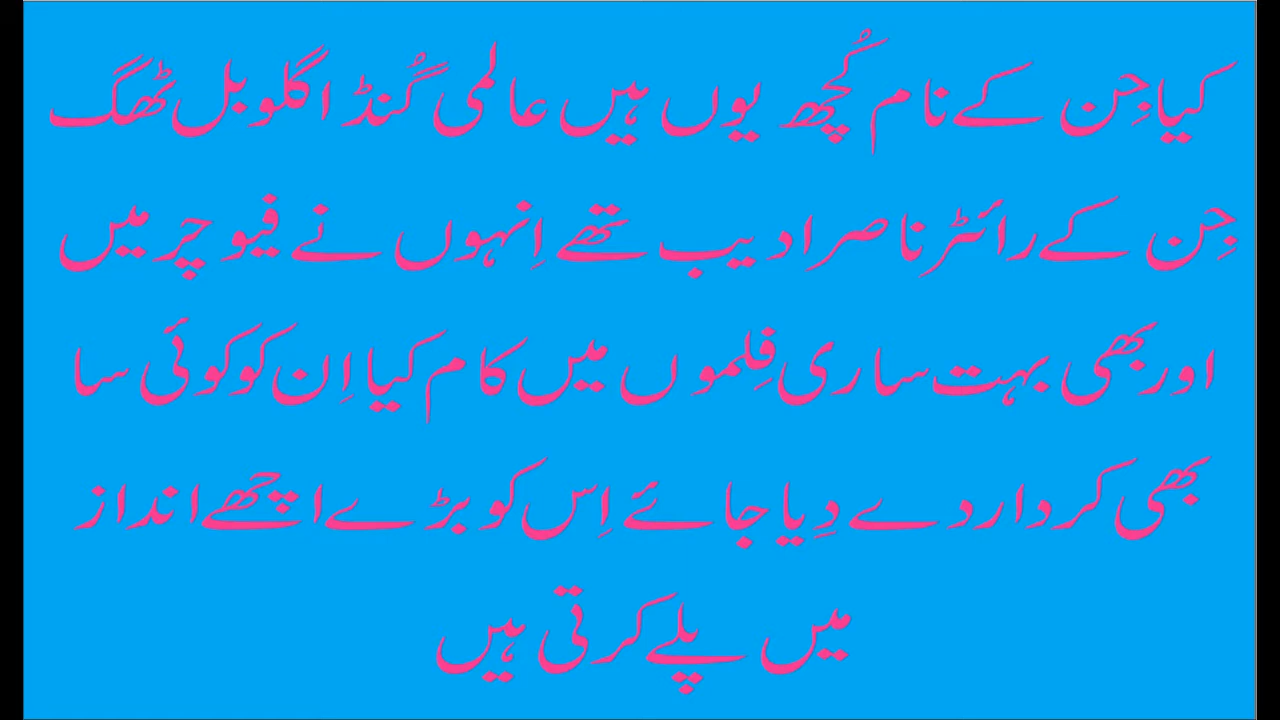 کیا جِن کے نام کُچھ یوں ہیں عالمی گُنڈا گلوبل ٹھگ
جِن کے رائٹر ناصر ادیب تھے اِنہوں نے فیوچر میں
اور بھی بہت ساری فِلموں میں کام کیا اِن کو کوئی سا
بھی کردار دے دِیا جائے اِس کو بڑے اچھے انداز
میں پلے کرتی ہیں